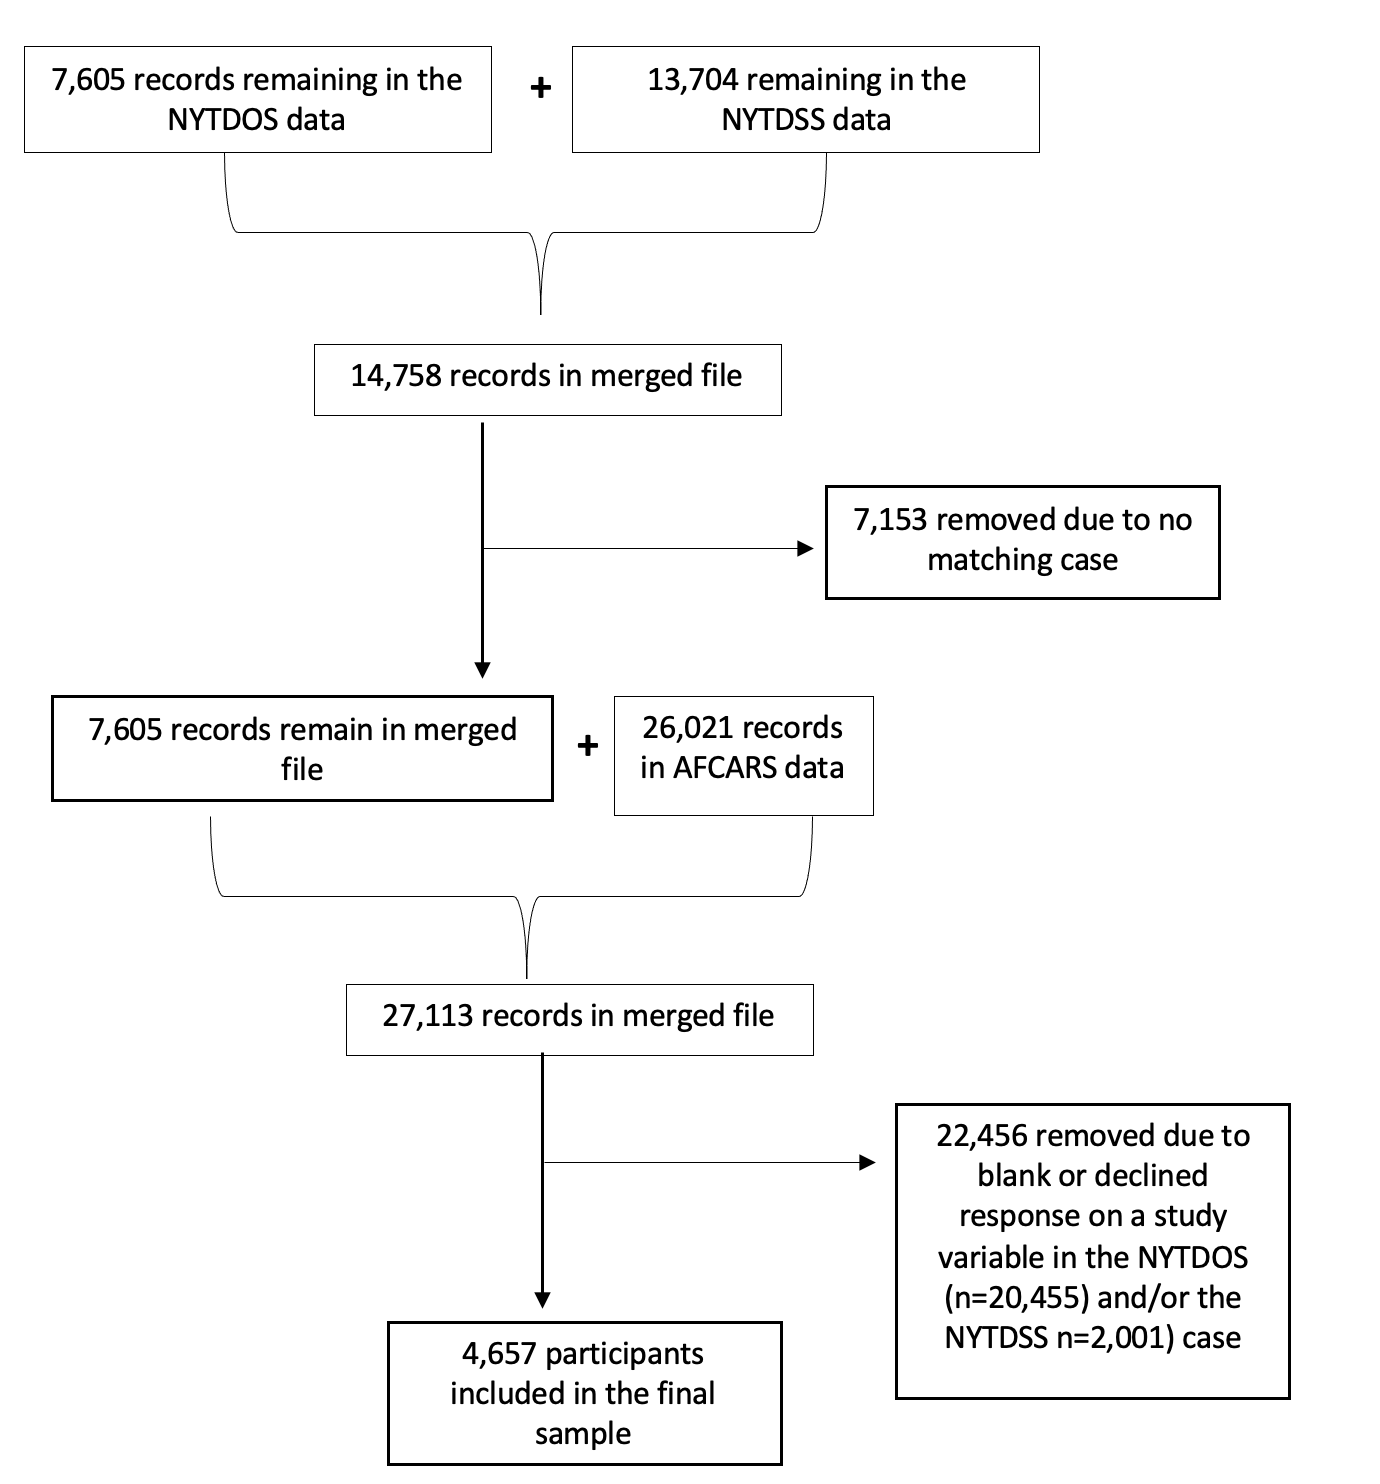 7,605 records remaining in the
NYTDOS data
+
13,704 remaining in the
NYTDSS data
14,758 records in merged file
7,153 removed due to no
matching case
7,605 records remain in merged
file
+
26,021 records
in AFCARS data
27,113 records in merged file
22,456 removed due to
blank or declined
response on a study
variable in the NYTDOS
(n=20,455) and/or the
NYTDSS n=2,001) case
4,657 participants
included in the final
sample